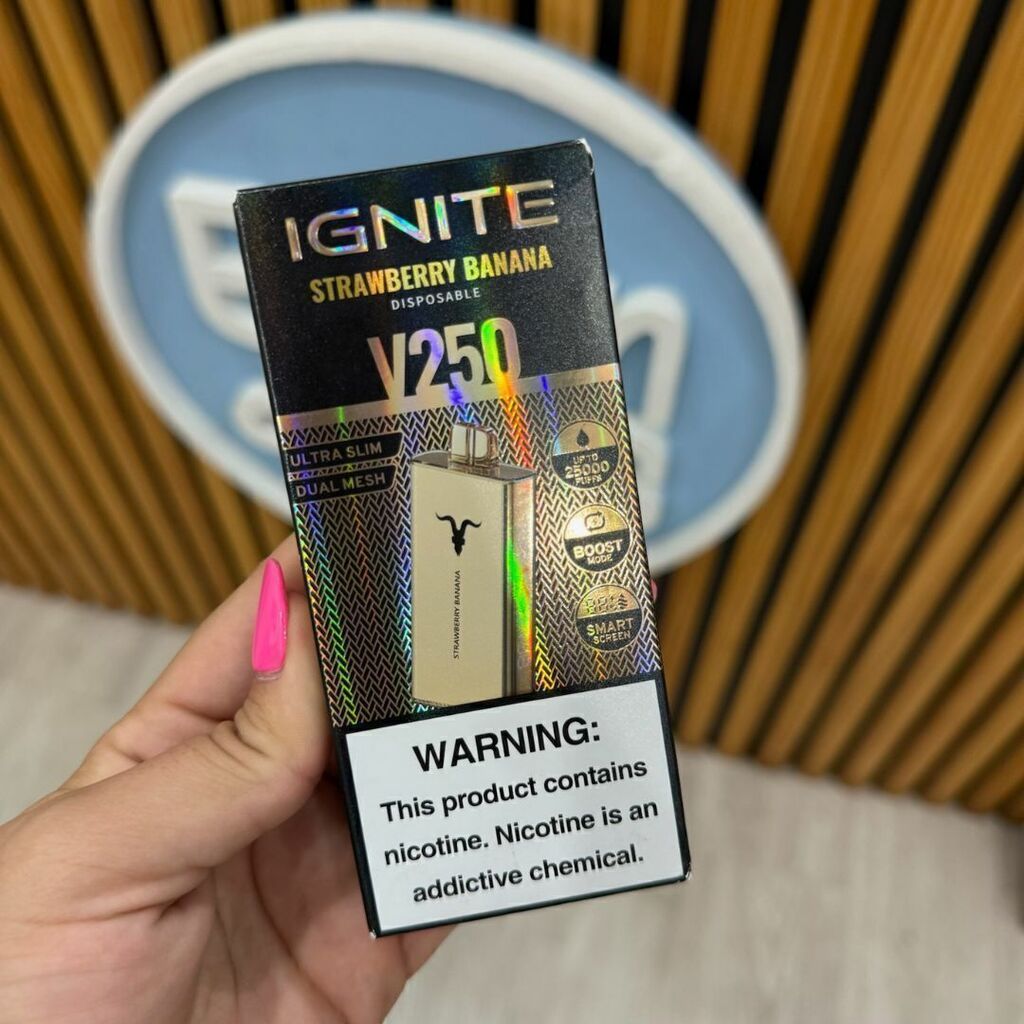 IGNITE
STRAWBERRY BANANA
DISPOSABLE
V250
ULTRA SLIM
DUAL MESH
STRAWBERRY BANANA
UP TO
25000
PUFFS
BOOST
MODE
SMART
SCREEN
WARNING:
This product contains
nicotine. Nicotine is an
addictive chemical.